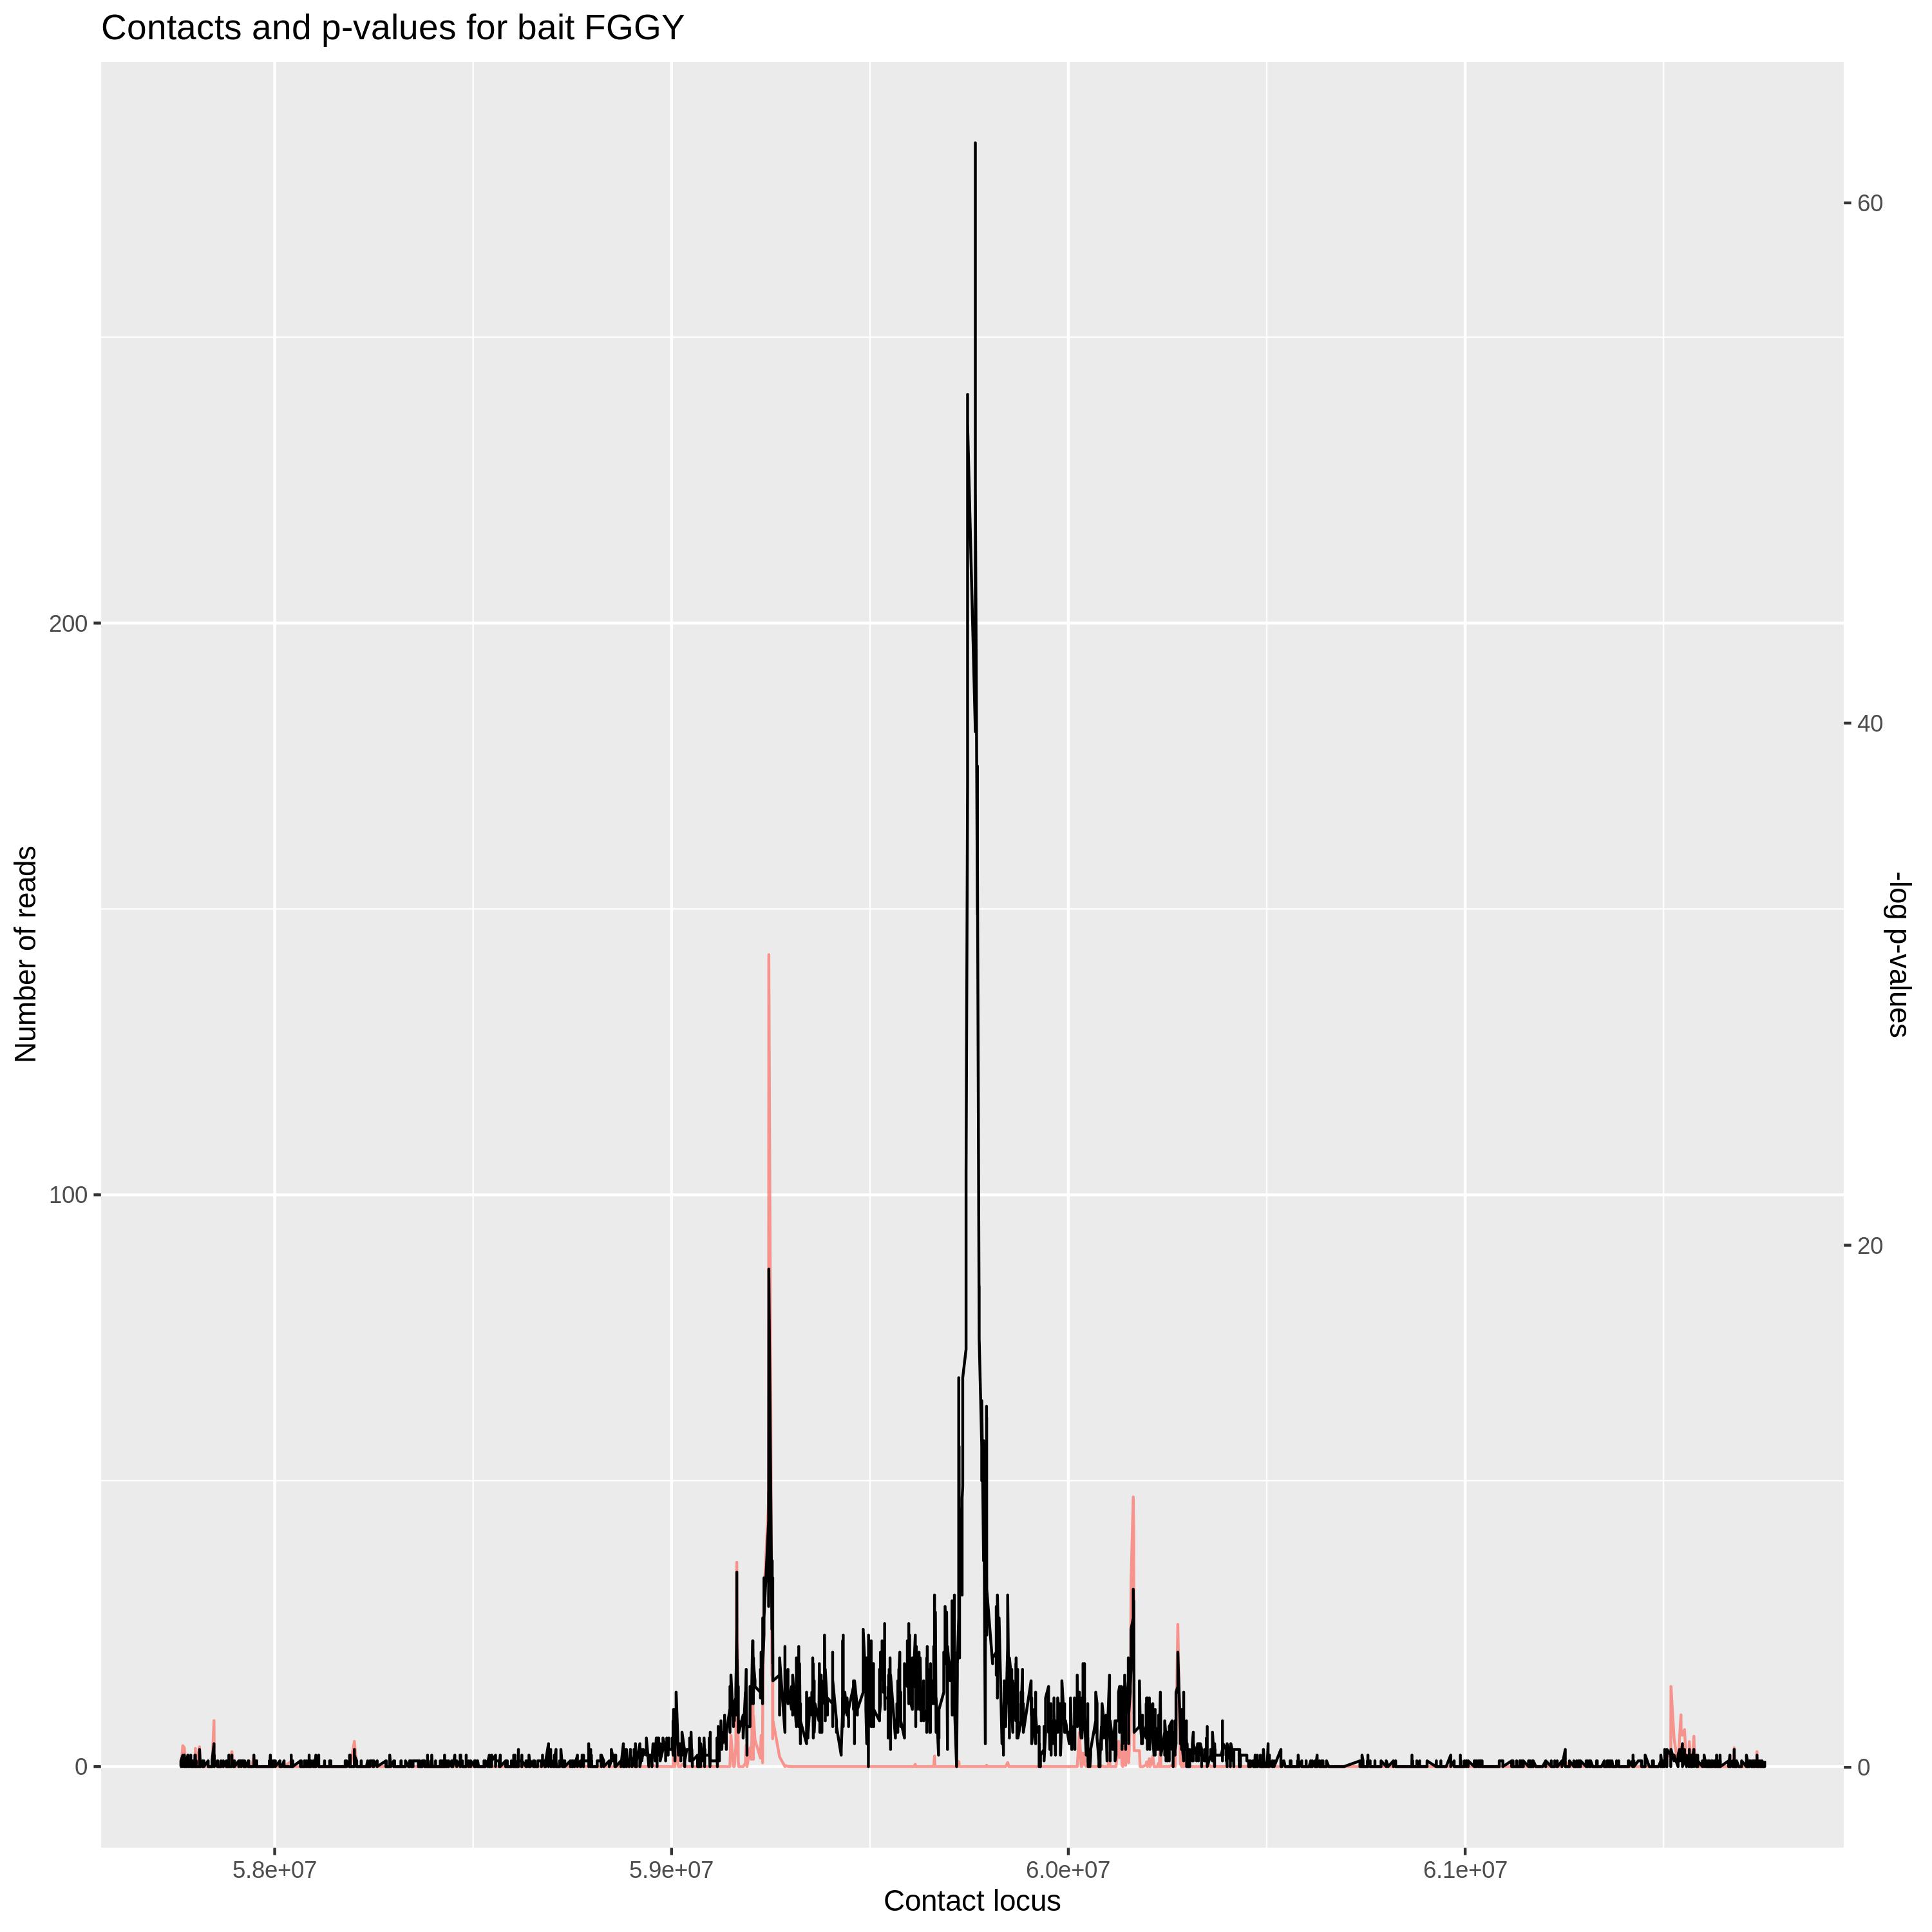 Contacts and p-values for bait FGGY
Number of reads
200
100
0
60
40
20
0
-log p-values
5.8e+07
5.9e+07
6.0e+07
6.1e+07
Contact locus